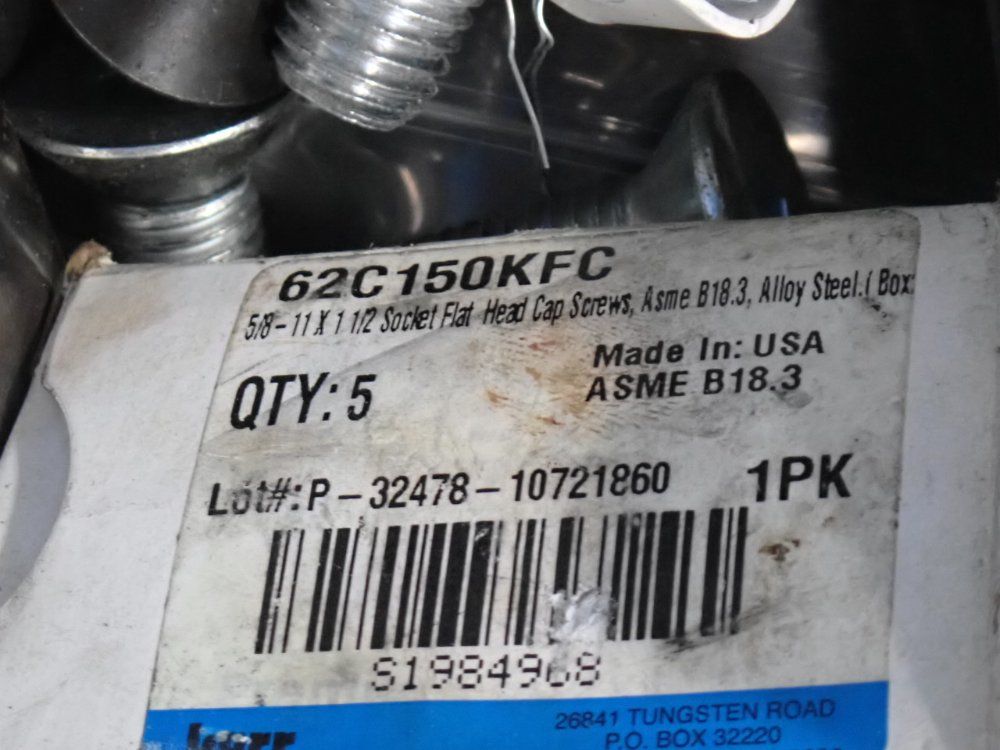 62C150KFC
5/8-11 X 1 1/2 Socket Flat Head Cap Screws, Asme B18.3, Alloy Steel.( Box
Made In: USA
QTY: 5
ASME B18.3
Lot#: P-32478-10721860
1PK
26841 TUNGSTEN ROAD
P.O. BOX 32220